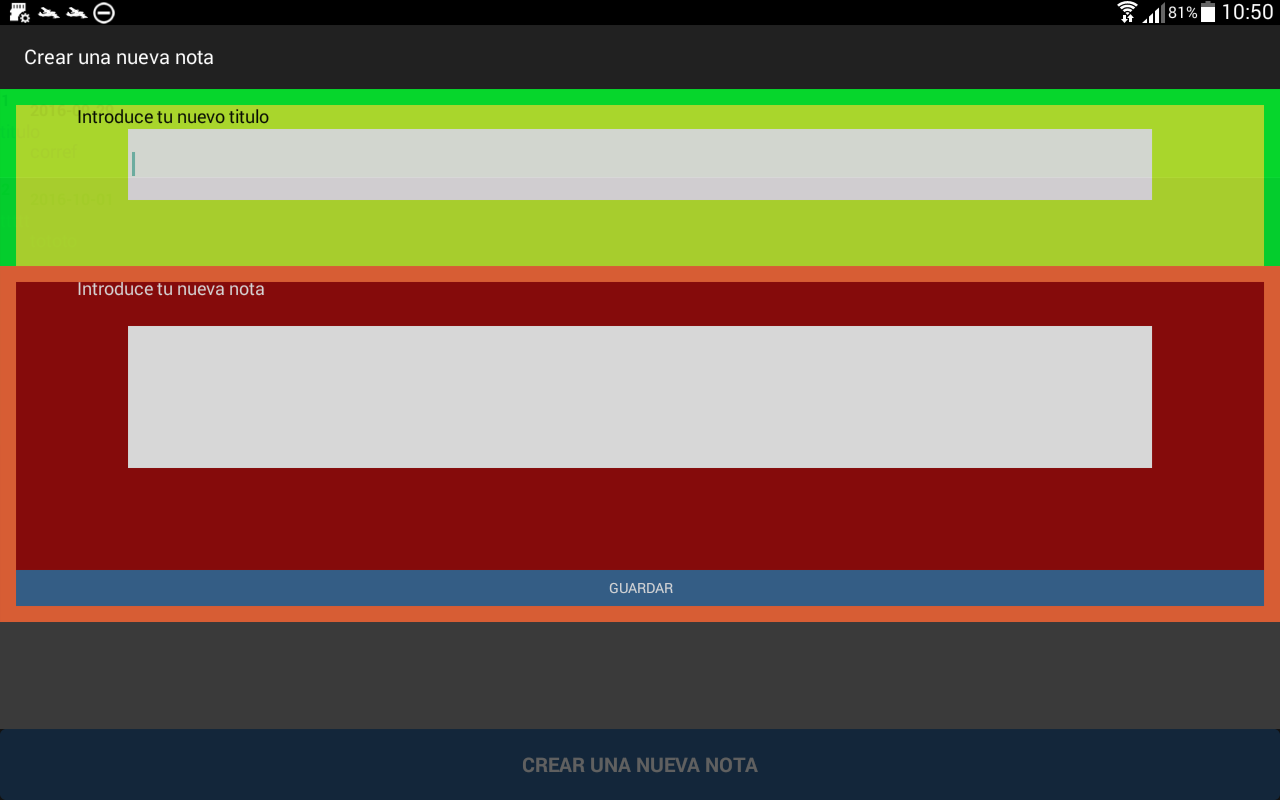 81% 10:50
Crear una nueva nota
Introduce tu nuevo titulo
Introduce tu nueva nota
GUARDAR
CREAR UNA NUEVA NOTA